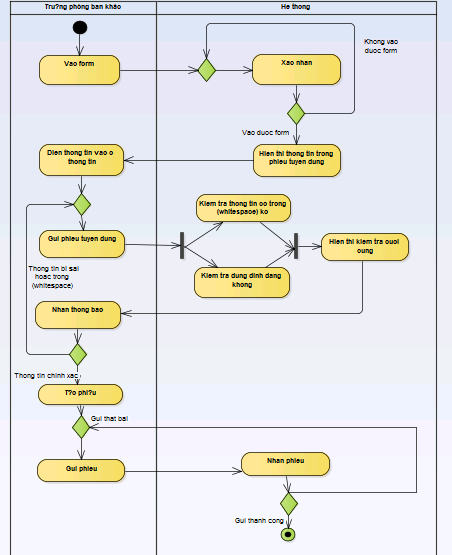 Trư?ng phòng ban khảo
He thong
Vao form
Xac nhan
Khong vao
duoc form
Vao duoc form
Dien thong tin vao o
thong tin
Hien thi thong tin trong
phieu tuyen dung
Kiem tra thong tin co trong
(whitespace) ko
Gui phieu tuyen dung
Hien thi kiem tra cuoi
cung
Kiem tra dung dinh dang
khong
Thong tin bi sai
hoac trong
(whitespace)
Nhan thong bao
Thong tin chinh xac
T?o phi?u
Gui that bai
Gui phieu
Nhan phieu
Gui thanh cong